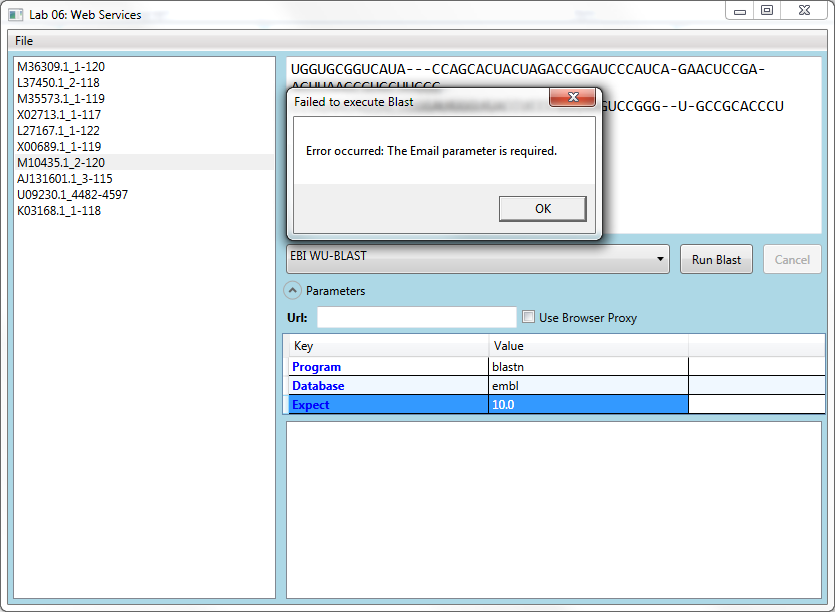 Lab 06: Web Services
File
M36309.1_1-120
L37450.1_2-118
M35573.1_1-119
X02713.1_1-117
L27167.1_1-122
X00689.1_1-119
M10435.1_2-120
AJ131601.1_3-115
U09230.1_4482-4597
K03168.1_1-118
UGGUGCGGUCAUA---CCAGCACUACUAGACCGGAUCCCAUCA-GAACUCCGA-
GUCCGGG--U-GCCGCACCCU
Failed to execute Blast
Error occurred: The Email parameter is required.
OK
EBI WU-BLAST
Run Blast
Cancel
Parameters
Url:
Use Browser Proxy
Key Value
Program blastn
Database embl
Expect 10.0